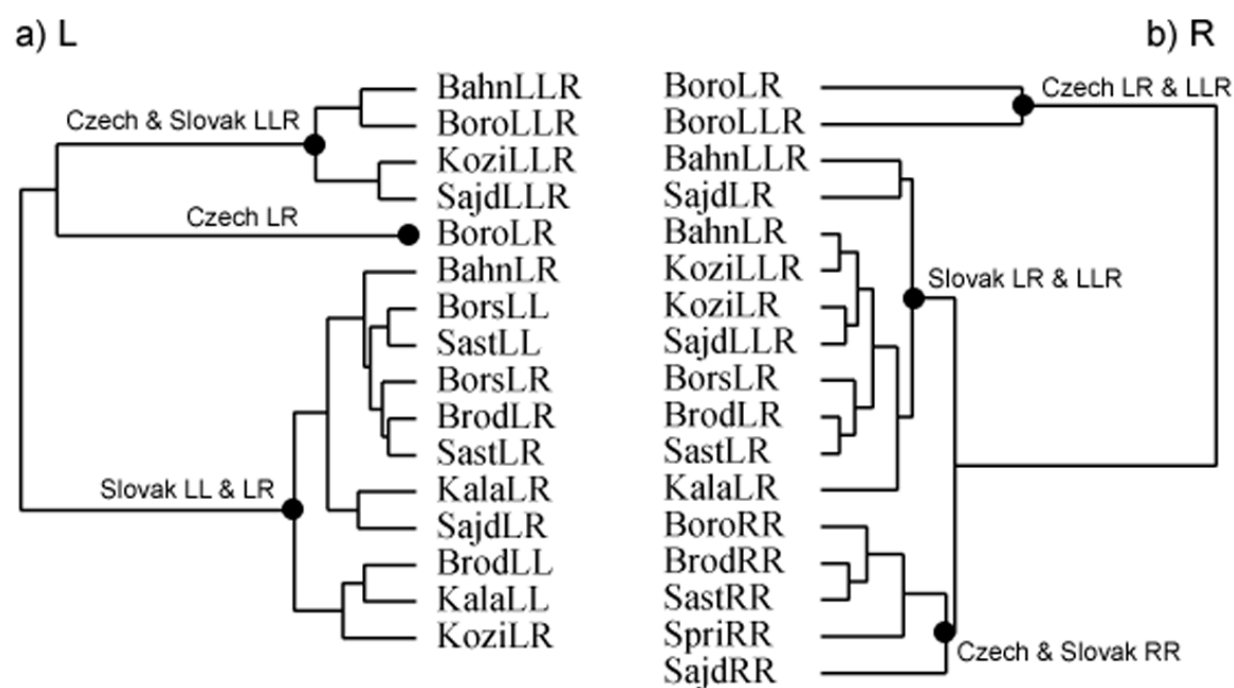 a) L
Czech & Slovak LLR
Czech LR
Slovak LL & LR
BahnLLR
BoroLLR
KoziLLR
SajdLLR
BoroLR
BahnLR
BorsLL
SastLL
BorsLR
BrodLR
SastLR
KalaLR
SajdLR
BrodLL
KalaLL
KoziLR
b) R
BoroLR
BoroLLR
BahnLLR
SajdLR
BahnLR
KoziLLR
KoziLR
SajdLLR
BorsLR
BrodLR
SastLR
KalaLR
BoroRR
BrodRR
SastRR
SpriRR
SajdRR
Czech LR & LLR
Slovak LR & LLR
Czech & Slovak RR